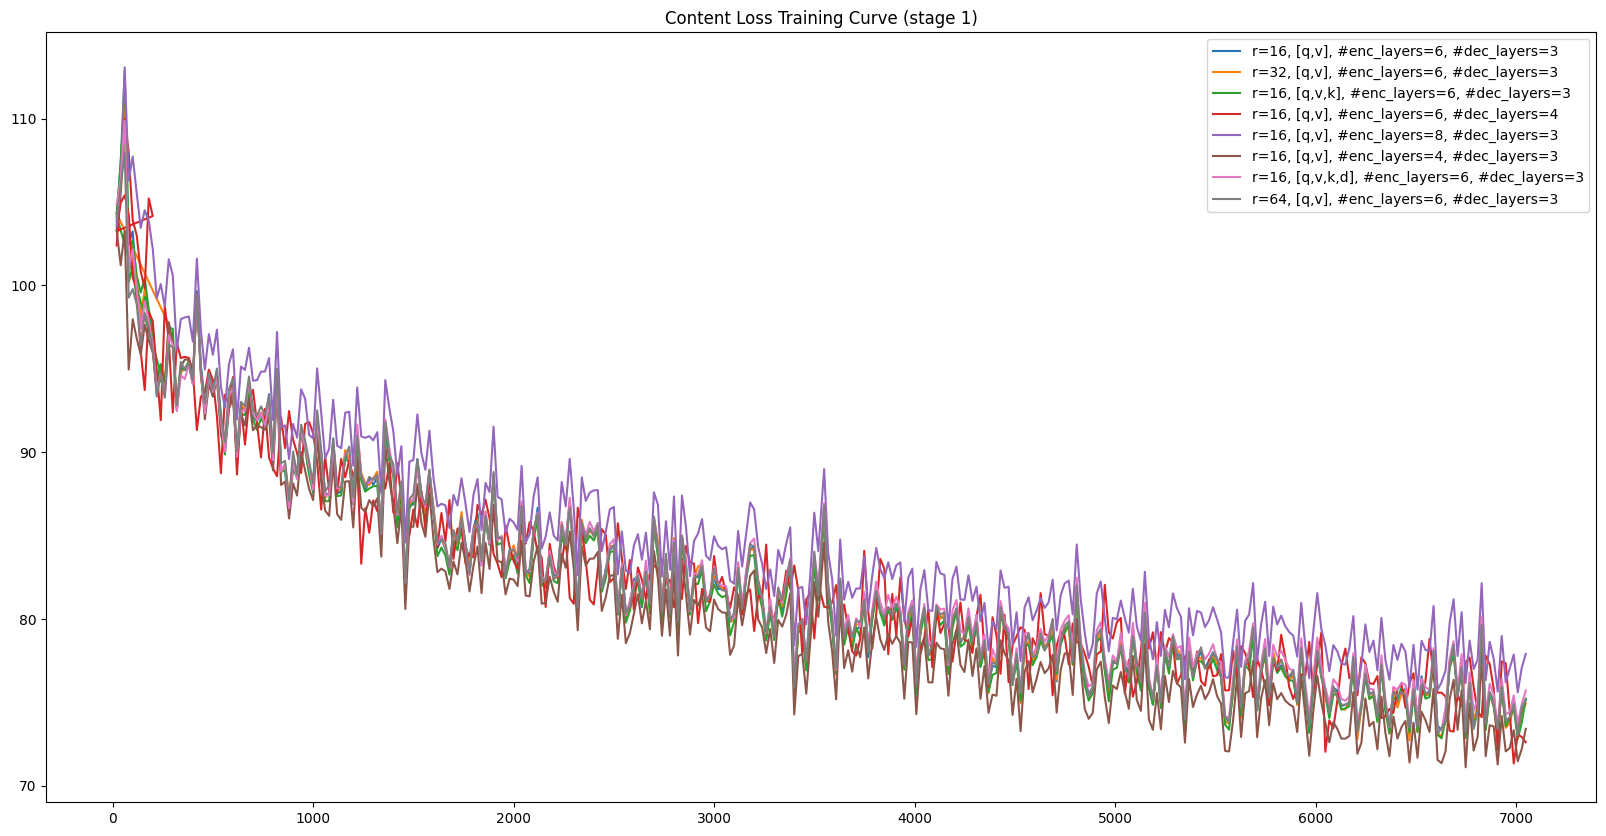 Content Loss Training Curve (stage 1)
r=16, [q,v], #enc_layers=6, #dec_layers=3
r=32, [q,v], #enc_layers=6, #dec_layers=3
r=16, [q,v,k], #enc_layers=6, #dec_layers=3
r=16, [q,v], #enc_layers=6, #dec_layers=4
r=16, [q,v], #enc_layers=8, #dec_layers=3
r=16, [q,v], #enc_layers=4, #dec_layers=3
r=16, [q,v,k,d], #enc_layers=6, #dec_layers=3
r=64, [q,v], #enc_layers=6, #dec_layers=3
110
100
90
80
70
0 1000 2000 3000 4000 5000 6000 7000